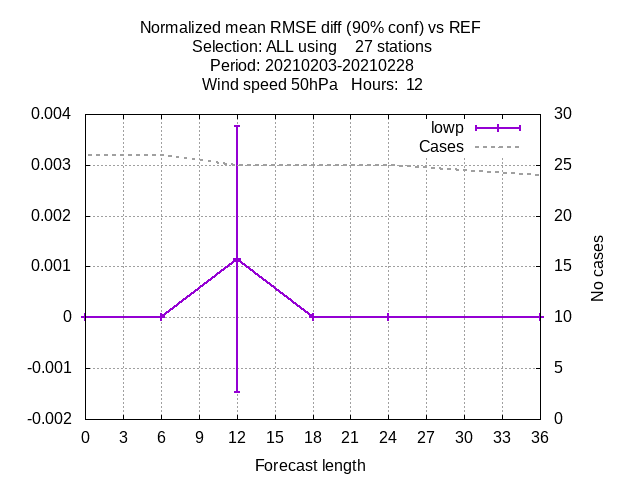 Normalized mean RMSE diff (90% conf) vs REF
Selection: ALL using    27 stations
Period: 20210203-20210228
Wind speed 50hPa   Hours:  12
0.004
0.003
0.002
0.001
0
-0.001
-0.002
lowp
Cases
30
25
20
15
10
5
0
No cases
0 3 6 9 12 15 18 21 24 27 30 33 36
Forecast length